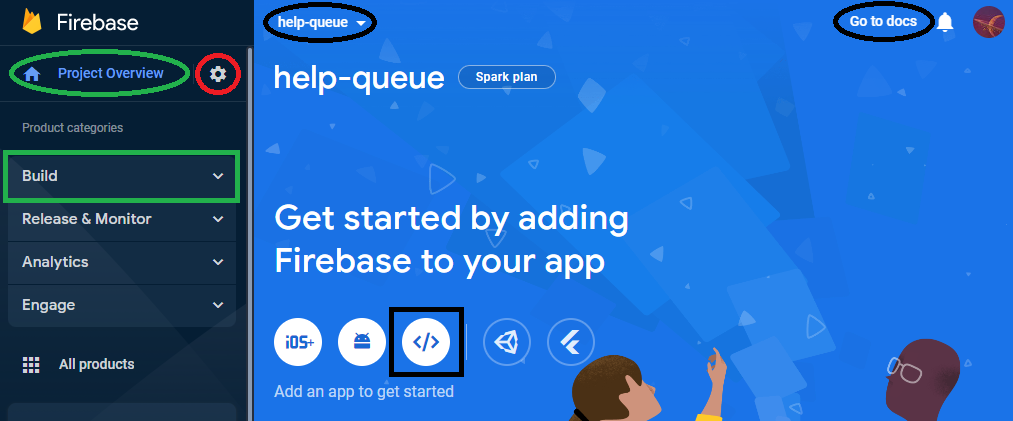 Firebase
Project Overview
Product categories
Build
Release & Monitor
Analytics
Engage
All products
help-queue
Go to docs
help-queue
Spark plan
Get started by adding
Firebase to your app
iOS+
</>
Add an app to get started